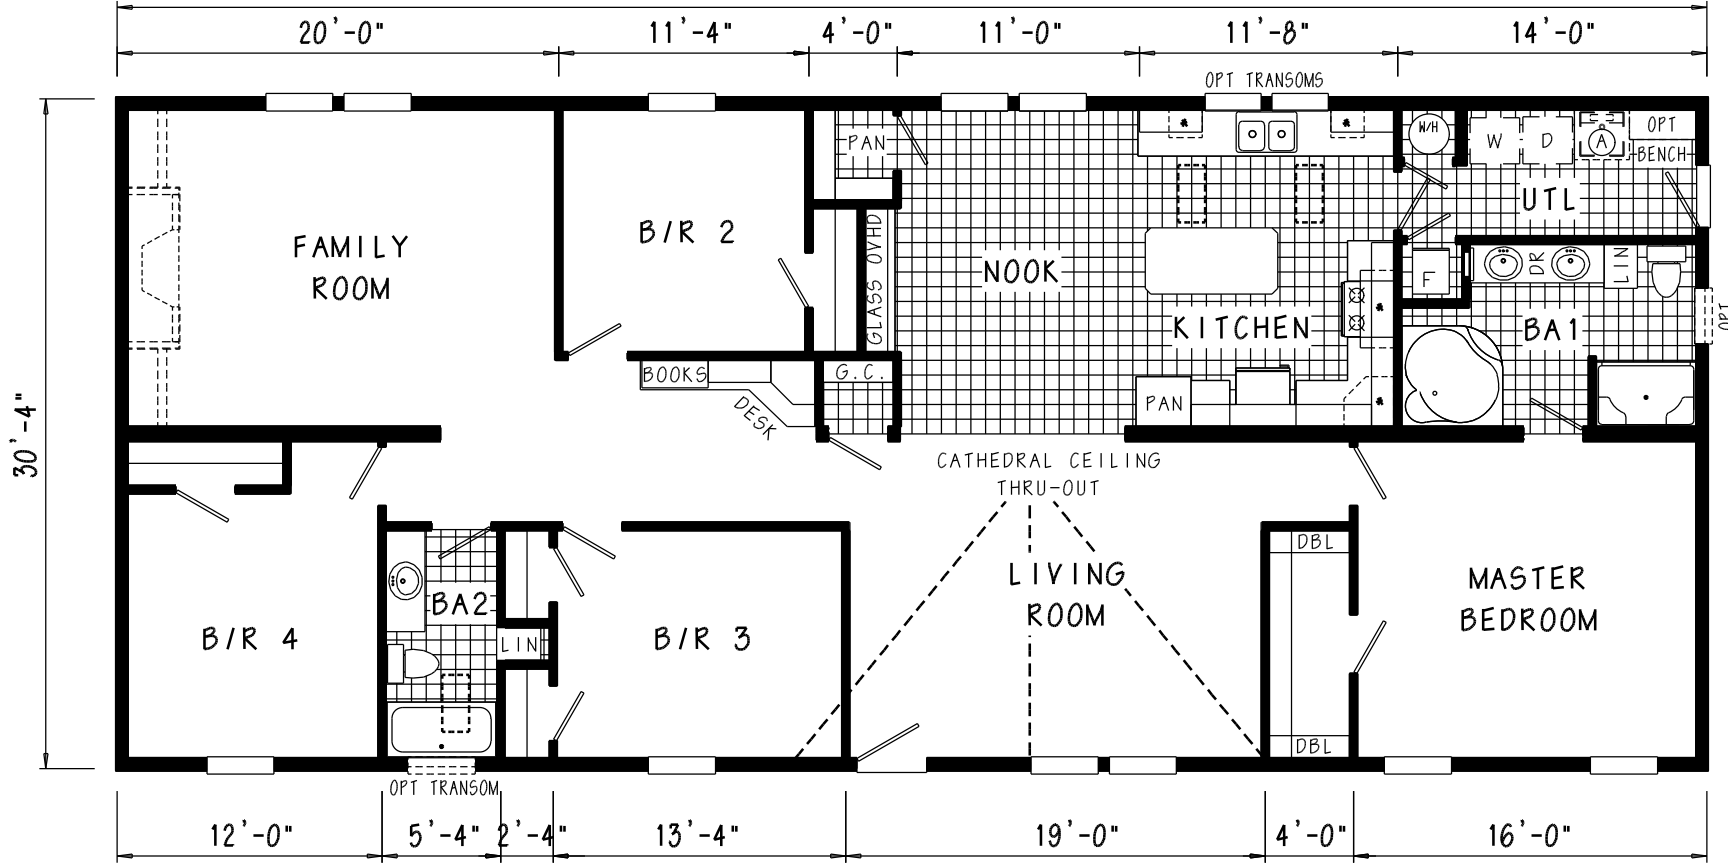 20'-0" 11'-4" 4'-0" 11'-0" 11'-8" 14'-0"
OPT TRANSOMS
30'-4"
PAN
W/H
W
D
A
OPT
BENCH
UTL
FAMILY
ROOM
B/R 2
GLASS OVHD
NOOK
KITCHEN
F
DR
LIN
BA1
OPT
BOOKS
DESK
G.C.
PAN
CATHEDRAL CEILING
THRU-OUT
B/R 4
BA2
LIN
B/R 3
LIVING
ROOM
DBL
DBL
MASTER
BEDROOM
OPT TRANSOM
12'-0" 5'-4" 2'-4" 13'-4" 19'-0" 4'-0" 16'-0"